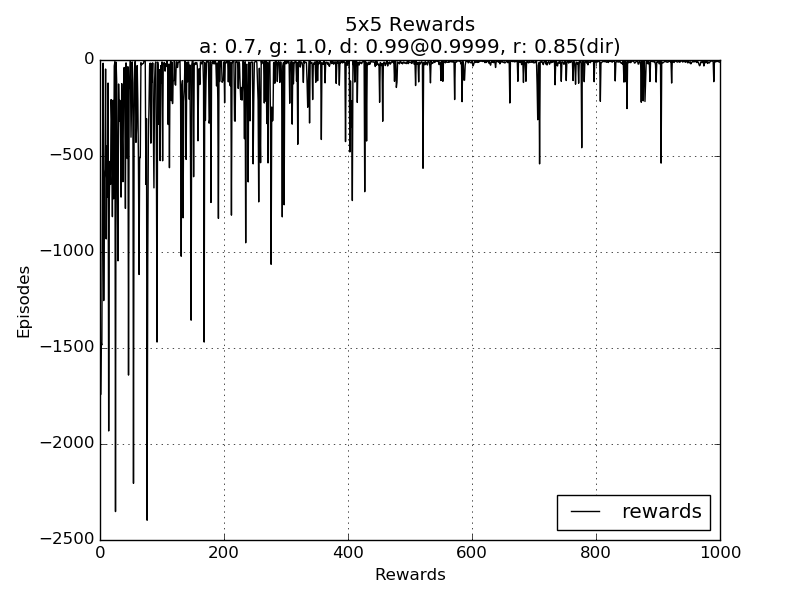 5x5 Rewards
a: 0.7, g: 1.0, d: 0.99@0.9999, r: 0.85(dir)
0
−500
−1000
−1500
−2000
−2500
Episodes
rewards
0 200 400 600 800 1000
Rewards